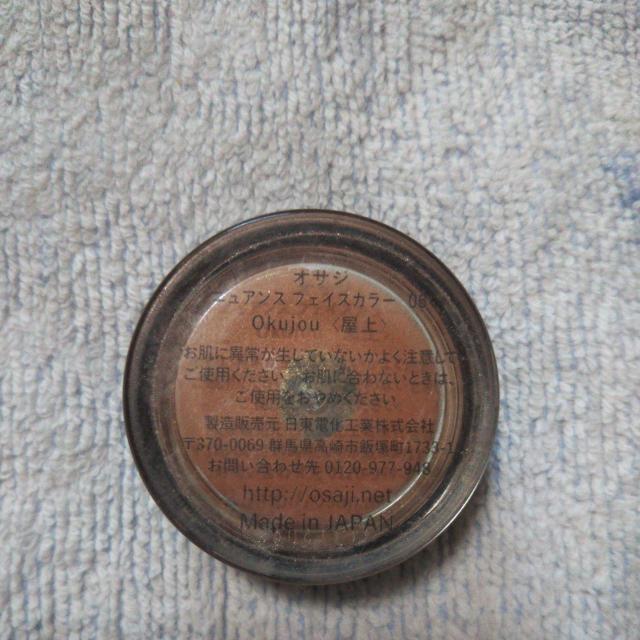 オサジ
ニュアンス フェイスカラー
Okujou〈屋上〉
お肌に異常が生じていないかよく注意して
ご使用ください。お肌に合わないときは、
ご使用をおやめください
製造販売元 日東電化工業株式会社
〒370-0069 群馬県高崎市飯塚町1733-1
お問い合わせ先 0120-977-948
http://osaji.net
Made in JAPAN